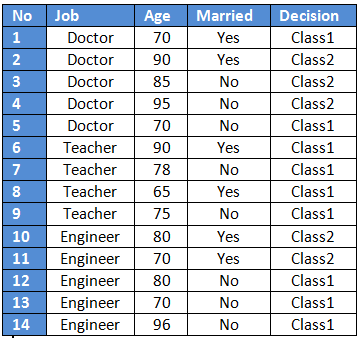 No Job Age Married Decision
1 Doctor 70 Yes Class1
2 Doctor 90 Yes Class2
3 Doctor 85 No Class2
4 Doctor 95 No Class2
5 Doctor 70 No Class1
6 Teacher 90 Yes Class1
7 Teacher 78 No Class1
8 Teacher 65 Yes Class1
9 Teacher 75 No Class1
10 Engineer 80 Yes Class2
11 Engineer 70 Yes Class2
12 Engineer 80 No Class1
13 Engineer 70 No Class1
14 Engineer 96 No Class1